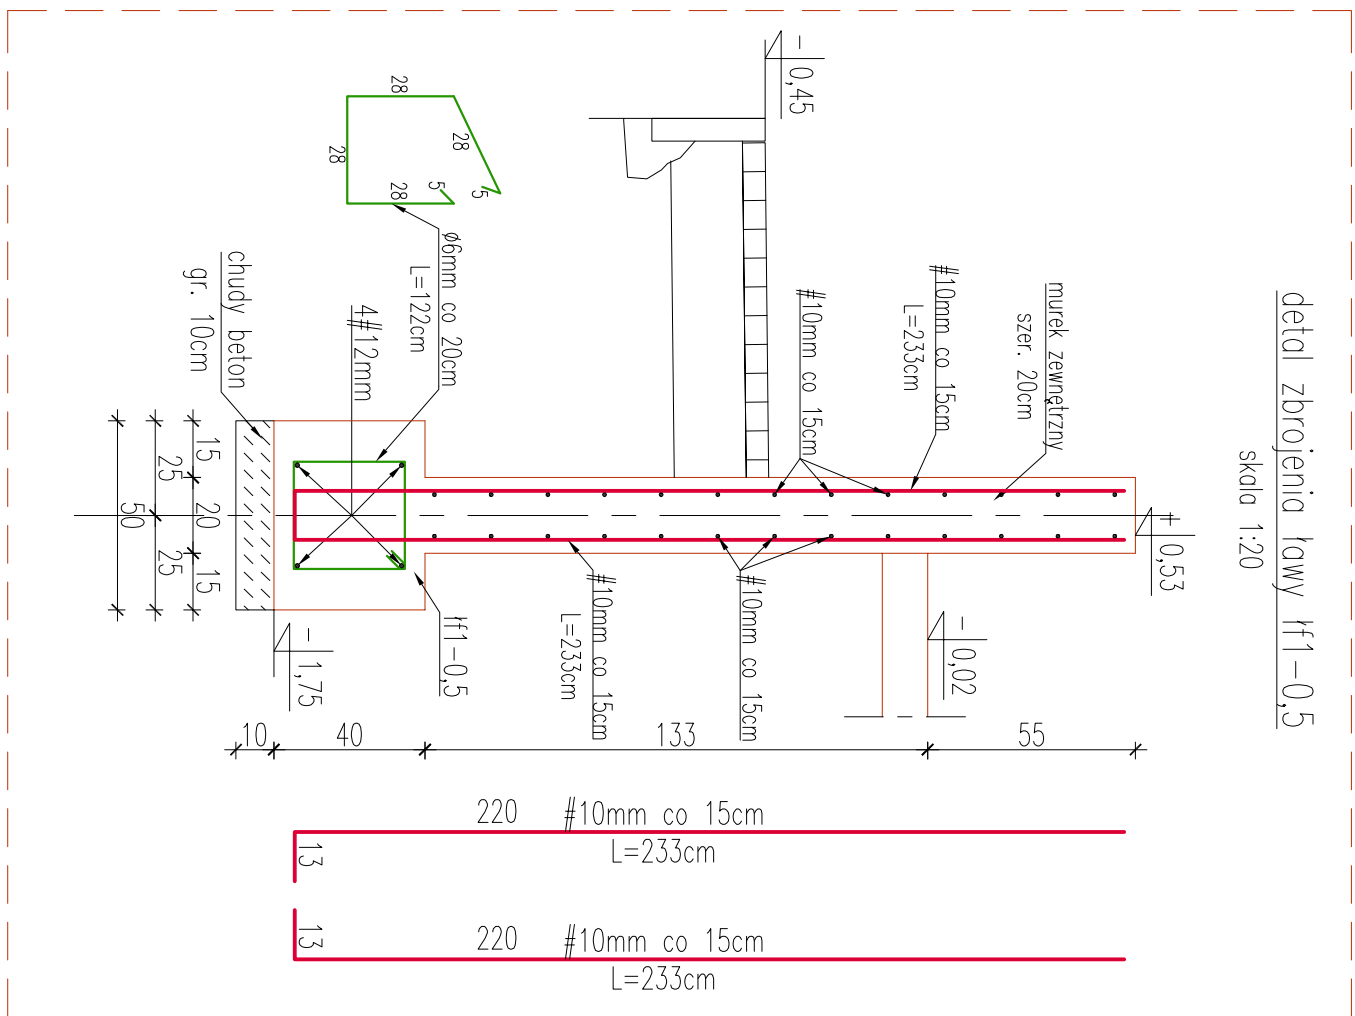 detal zbrojenia ławy łf1-0,5
skala 1:20
murek zewnętrzny
szer. 20cm
#10mm co 15cm
L=233cm
#10mm co 15cm
- 0,45
+ 0,53
- 0,02
#10mm co 15cm
#10mm co 15cm
L=233cm
łf1-0,5
- 1,75
28
28
28
28
5
5
ø6mm co 20cm
L=122cm
4#12mm
chudy beton
gr. 10cm
15
20
15
25
25
50
10
40
133
55
220 #10mm co 15cm
L=233cm
13
220 #10mm co 15cm
L=233cm
13